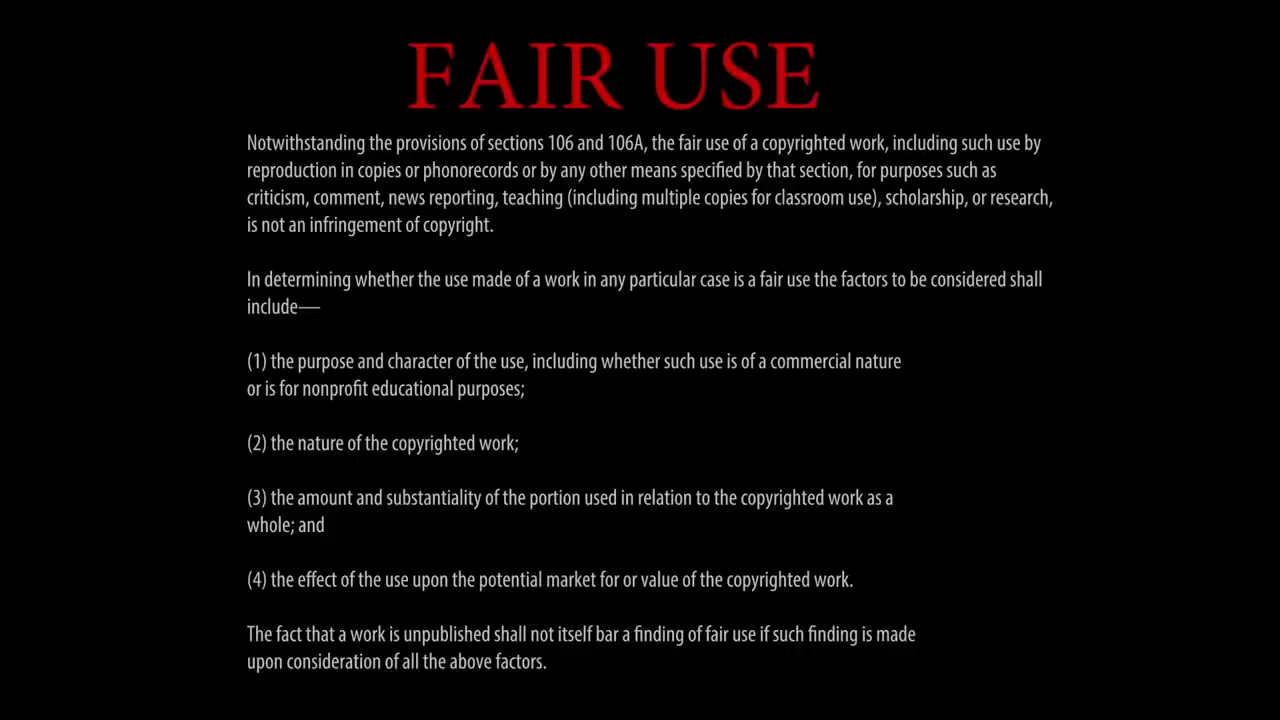 FAIR USE
Notwithstanding the provisions of sections 106 and 106A, the fair use of a copyrighted work, including such use by
reproduction in copies or phonorecords or by any other means specified by that section, for purposes such as
criticism, comment, news reporting, teaching (including multiple copies for classroom use), scholarship, or research,
is not an infringement of copyright.
In determining whether the use made of a work in any particular case is a fair use the factors to be considered shall
include—
(1) the purpose and character of the use, including whether such use is of a commercial nature
or is for nonprofit educational purposes;
(2) the nature of the copyrighted work;
(3) the amount and substantiality of the portion used in relation to the copyrighted work as a
whole; and
(4) the effect of the use upon the potential market for or value of the copyrighted work.
The fact that a work is unpublished shall not itself bar a finding of fair use if such finding is made
upon consideration of all the above factors.